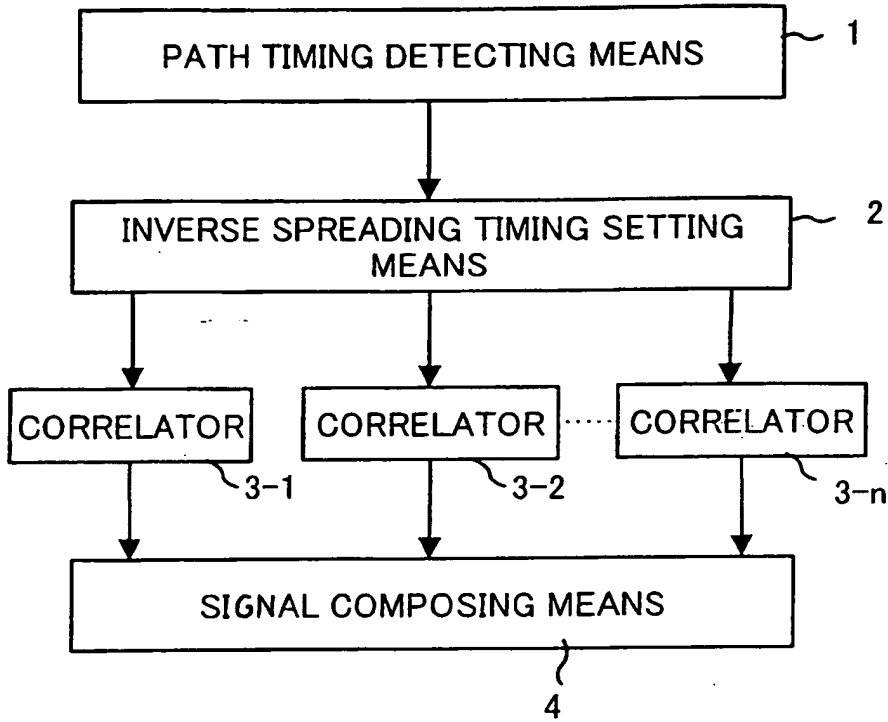 PATH TIMING DETECTING MEANS
1
INVERSE SPREADING TIMING SETTING
MEANS
2
CORRELATOR
CORRELATOR
CORRELATOR
3-1
3-2
3-n
SIGNAL COMPOSING MEANS
4